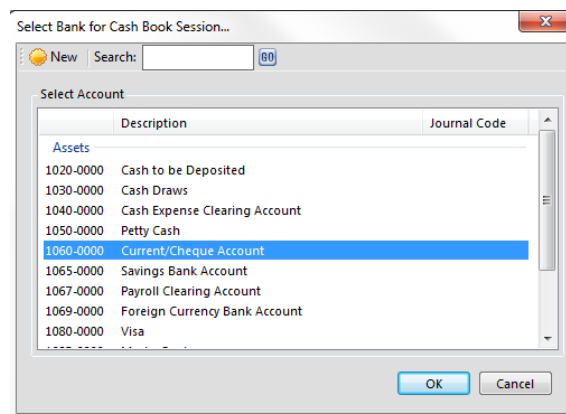 Select Bank for Cash Book Session...
New Search: GO
Select Account
Description Journal Code
Assets
1020-0000 Cash to be Deposited
1030-0000 Cash Draws
1040-0000 Cash Expense Clearing Account
1050-0000 Petty Cash
1060-0000 Current/Cheque Account
1065-0000 Savings Bank Account
1067-0000 Payroll Clearing Account
1069-0000 Foreign Currency Bank Account
1080-0000 Visa
OK Cancel